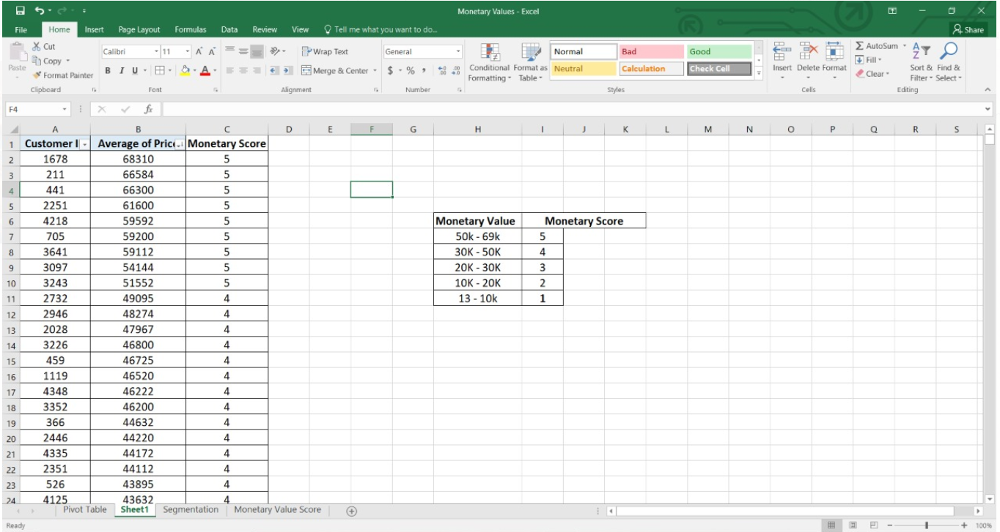 Monetary Values - Excel
File Home Insert Page Layout Formulas Data Review View Tell me what you want to do... Share
Cut
Copy
Format Painter
Paste
Clipboard
Calibri 11 A A
B I U A
Font
Wrap Text
Merge & Center
Alignment
General
$ % ,
Number
Conditional Formatting
Format as Table
Normal Bad Good
Neutral Calculation Check Cell
Styles
Insert Delete Format
Cells
AutoSum
Fill
Clear
Sort & Filter
Find & Select
Editing
F4 fx
A B C D E F G H I J K L M N O P Q R S
1 Customer I Average of Pric Monetary Score
2 1678 68310 5
3 211 66584 5
4 441 66300 5
5 2251 61600 5
6 4218 59592 5 Monetary Value Monetary Score
7 705 59200 5 50k - 69k 5
8 3641 59112 5 30K - 50K 4
9 3097 54144 5 20K - 30K 3
10 3243 51552 5 10K - 20K 2
11 2732 49095 4 13 - 10k 1
12 2946 48274 4
13 2028 47967 4
14 3226 46800 4
15 459 46725 4
16 1119 46520 4
17 4348 46222 4
18 3352 46200 4
19 366 44632 4
20 2446 44220 4
21 4335 44172 4
22 2351 44112 4
23 526 43895 4
24 4125 43632 4
Pivot Table Sheet1 Segmentation Monetary Value Score
Ready 100%